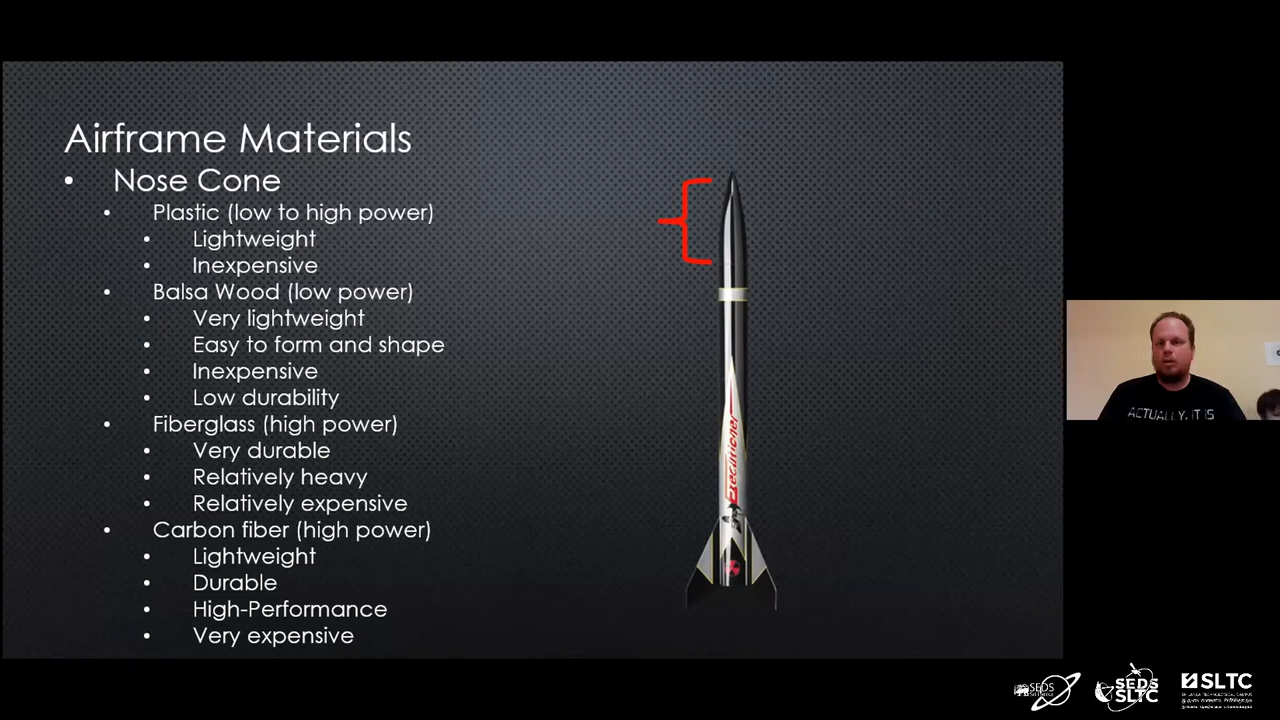 Airframe Materials
• Nose Cone
• Plastic (low to high power)
• Lightweight
• Inexpensive
• Balsa Wood (low power)
• Very lightweight
• Easy to form and shape
• Inexpensive
• Low durability
• Fiberglass (high power)
• Very durable
• Relatively heavy
• Relatively expensive
• Carbon fiber (high power)
• Lightweight
• Durable
• High-Performance
• Very expensive
Executioner
ACTUALLY, IT IS
SEDS
SEDS
SLTC
SLTC